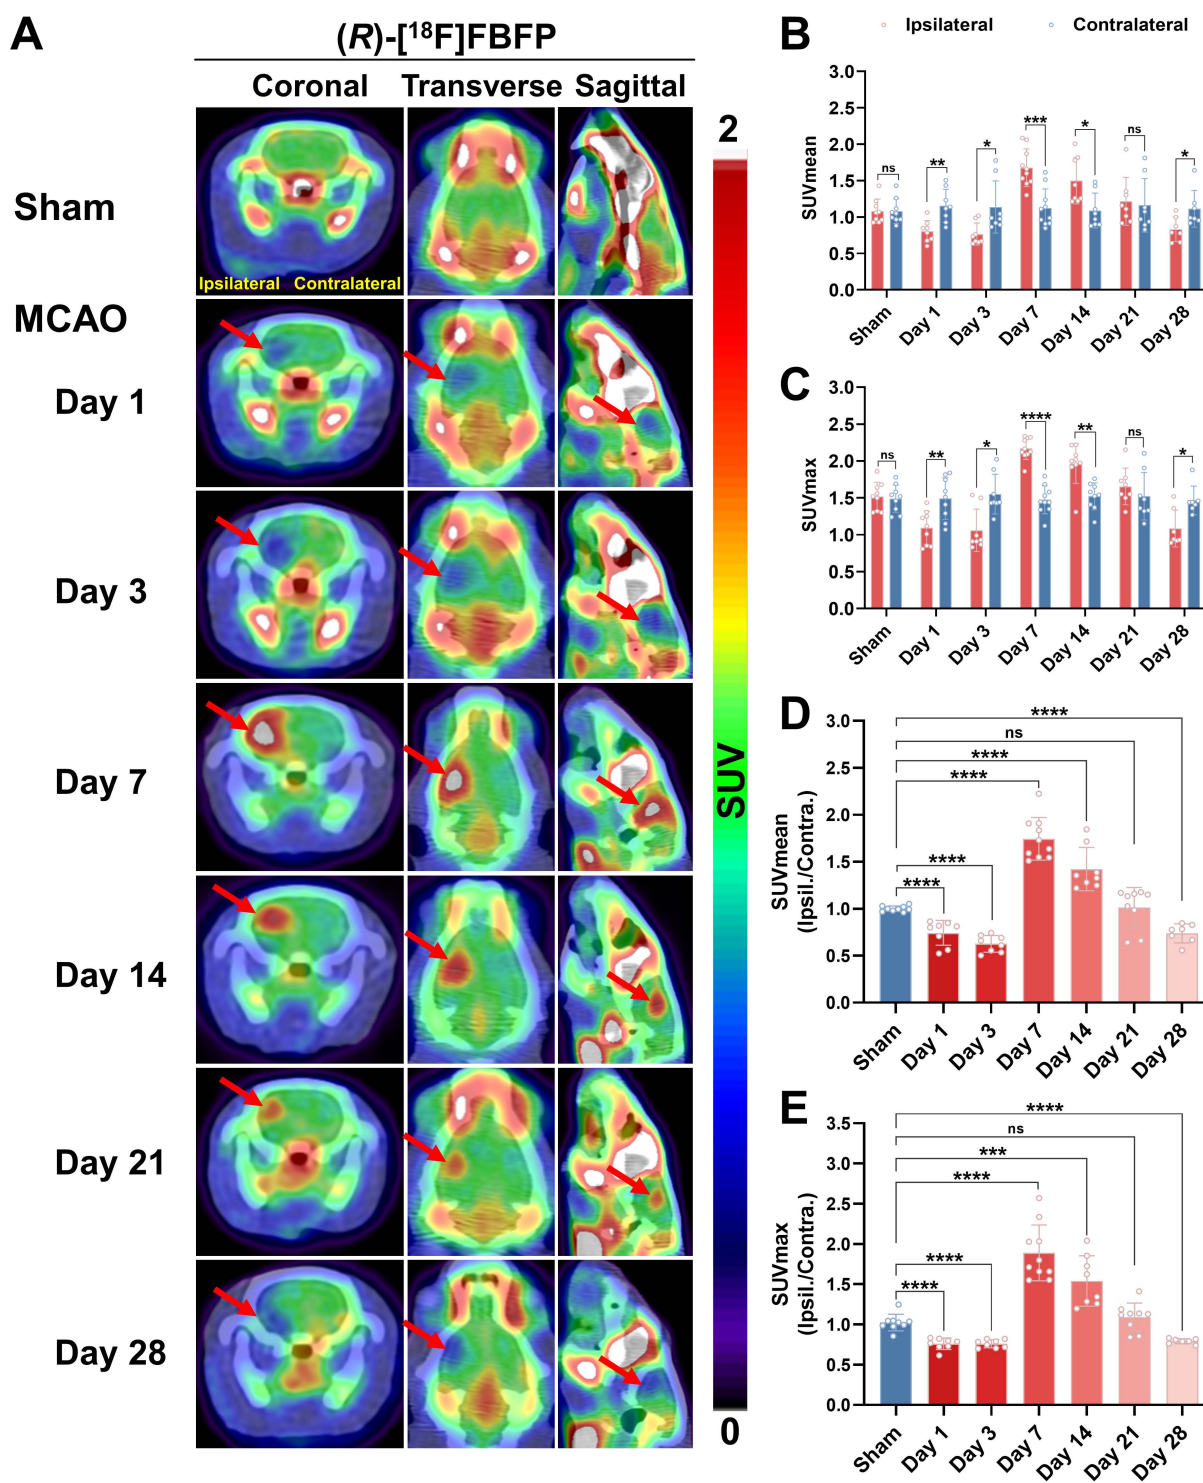 A
(R)-[18F]FBFP
Coronal Transverse Sagittal
Sham
Ipsilateral Contralateral
MCAO
Day 1
Day 3
Day 7
Day 14
Day 21
Day 28
2
SUV
0
B
Ipsilateral Contralateral
SUVmean
3.0
2.5
2.0
1.5
1.0
0.5
0.0
ns
**
*
***
*
ns
*
Sham Day 1 Day 3 Day 7 Day 14 Day 21 Day 28
C
SUVmax
3.0
2.5
2.0
1.5
1.0
0.5
0.0
ns
**
*
****
**
ns
*
Sham Day 1 Day 3 Day 7 Day 14 Day 21 Day 28
D
SUVmean
(Ipsil./Contra.)
3.0
2.5
2.0
1.5
1.0
0.5
0.0
****
ns
****
****
****
****
Sham Day 1 Day 3 Day 7 Day 14 Day 21 Day 28
E
SUVmax
(Ipsil./Contra.)
3.5
3.0
2.5
2.0
1.5
1.0
0.5
0.0
****
ns
***
****
****
****
Sham Day 1 Day 3 Day 7 Day 14 Day 21 Day 28